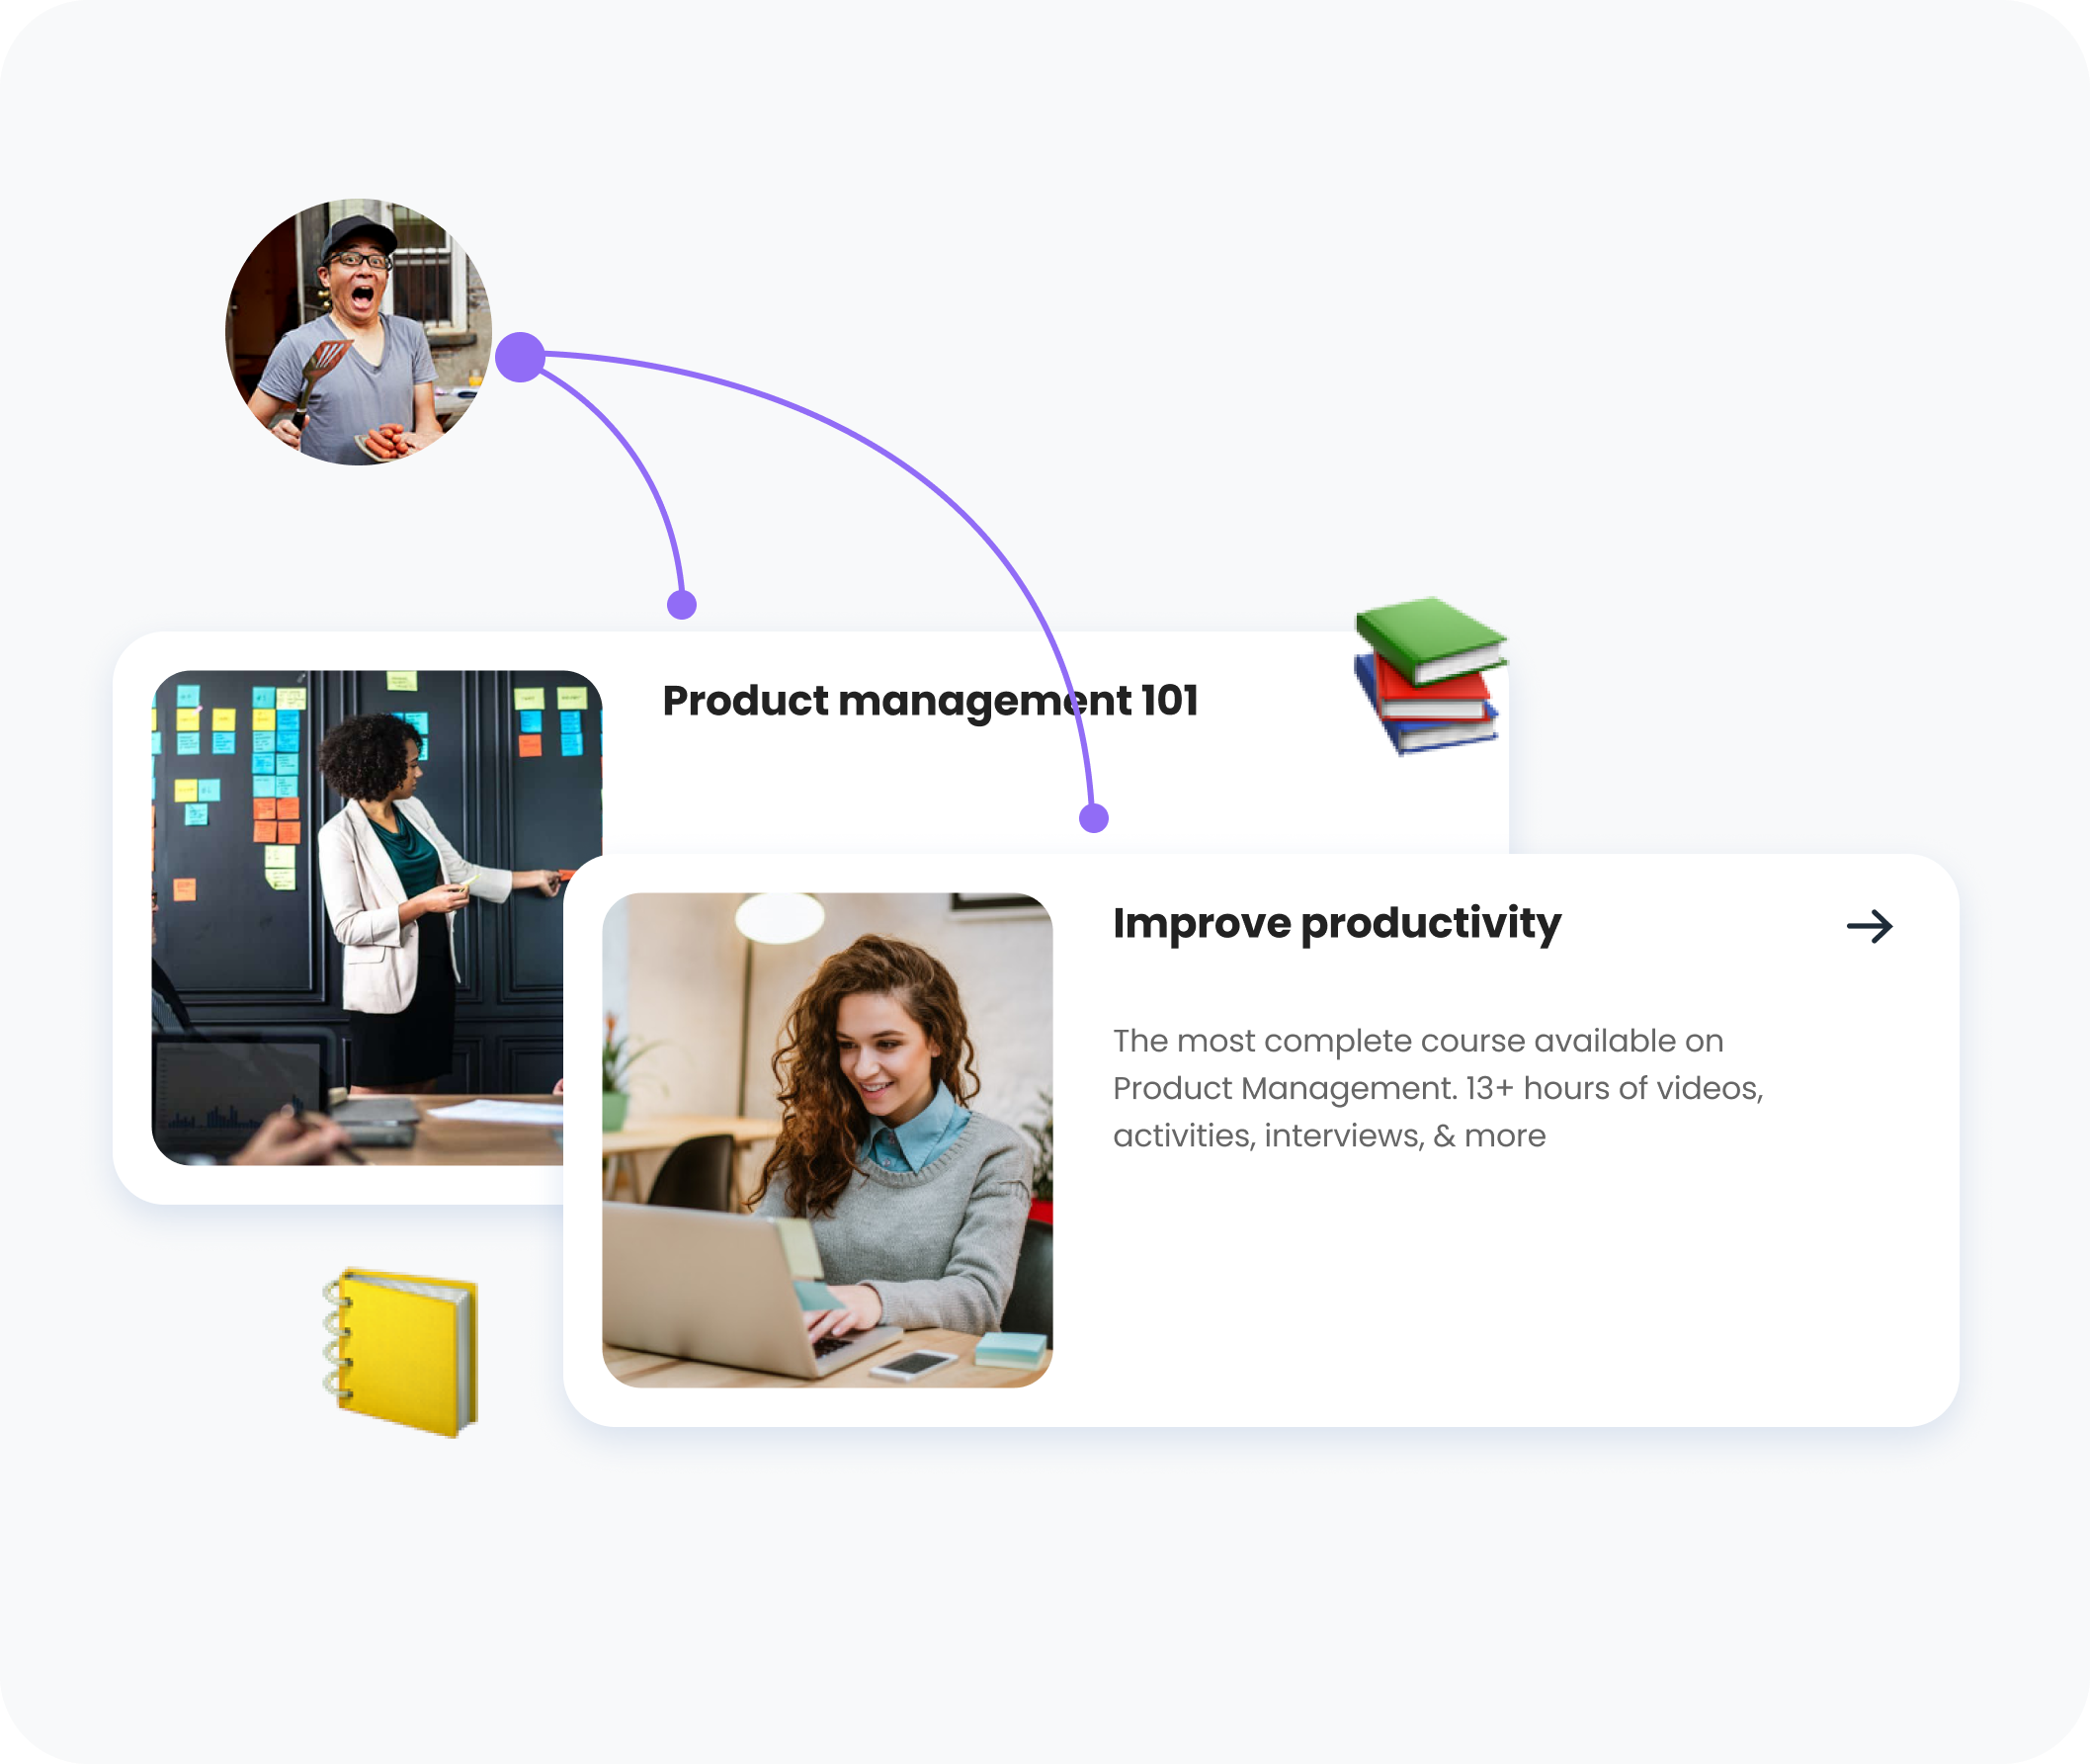 Product management 101
Improve productivity
The most complete course available on
Product Management. 13+ hours of videos,
activities, interviews, & more